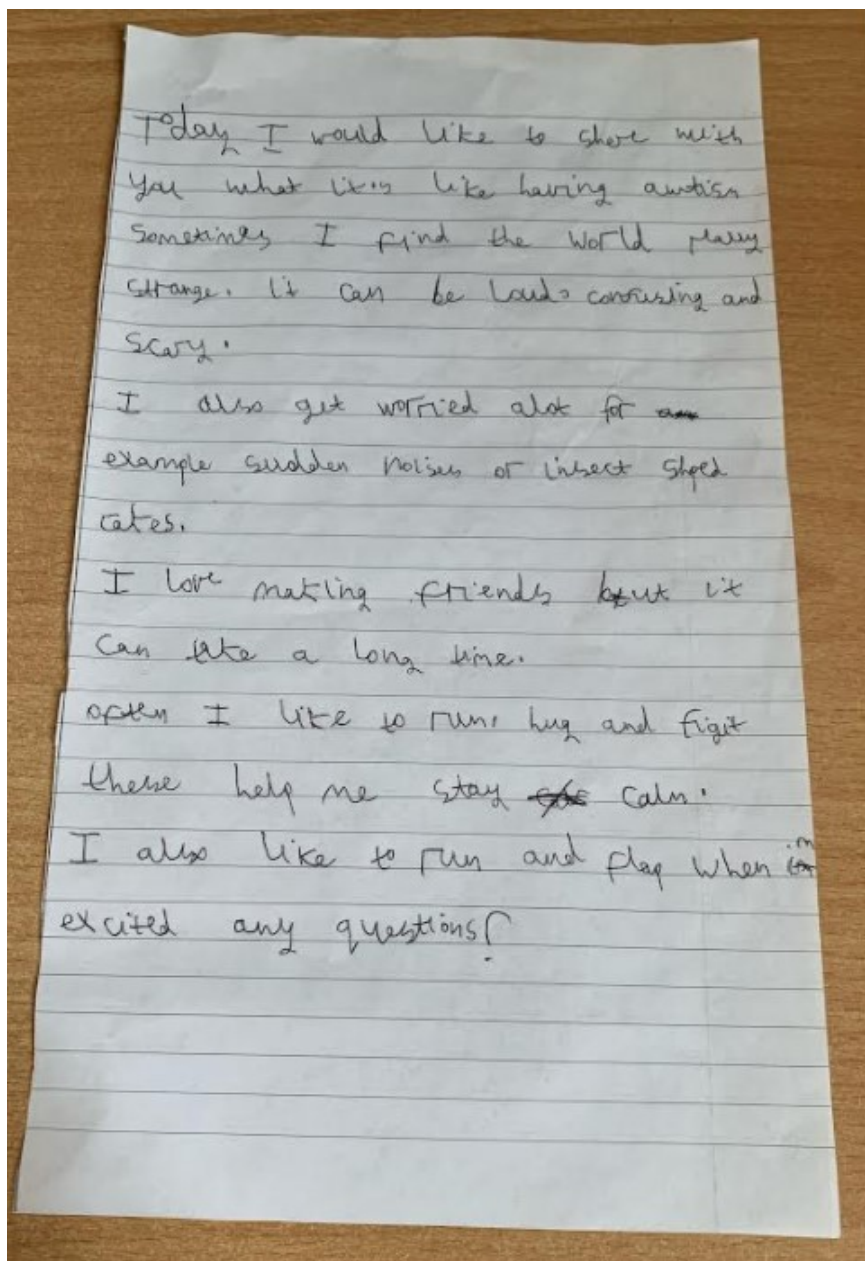 Today I would like to share with
you what it is like having autism
Sometimes I find the world really
strange. it can be loud, confusing and
scary.
I also get worried alot for
example sudden noises or insect shped
cakes.
I love making friends but it
can take a long time.
often I like to run, hug and figit
these help me stay calm.
I also like to run and flap when im
excited any questions?